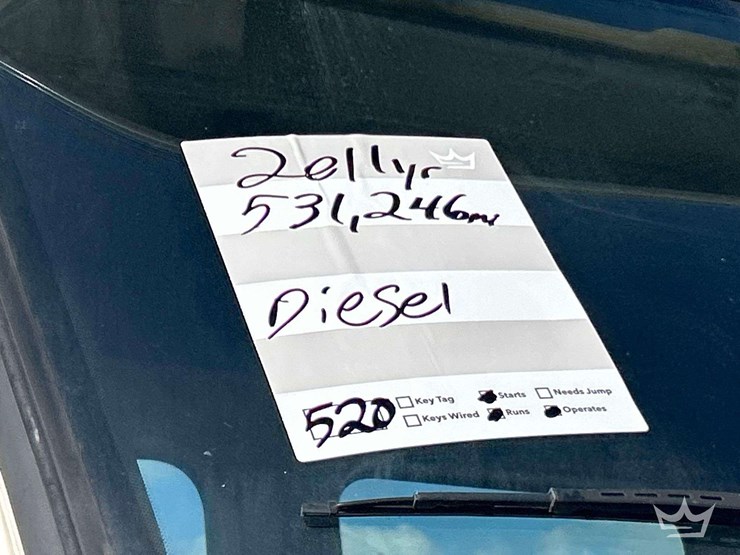 2011yr
531,246mi
Diesel
520
Key Tag Starts Needs Jump
Keys Wired Runs Operates